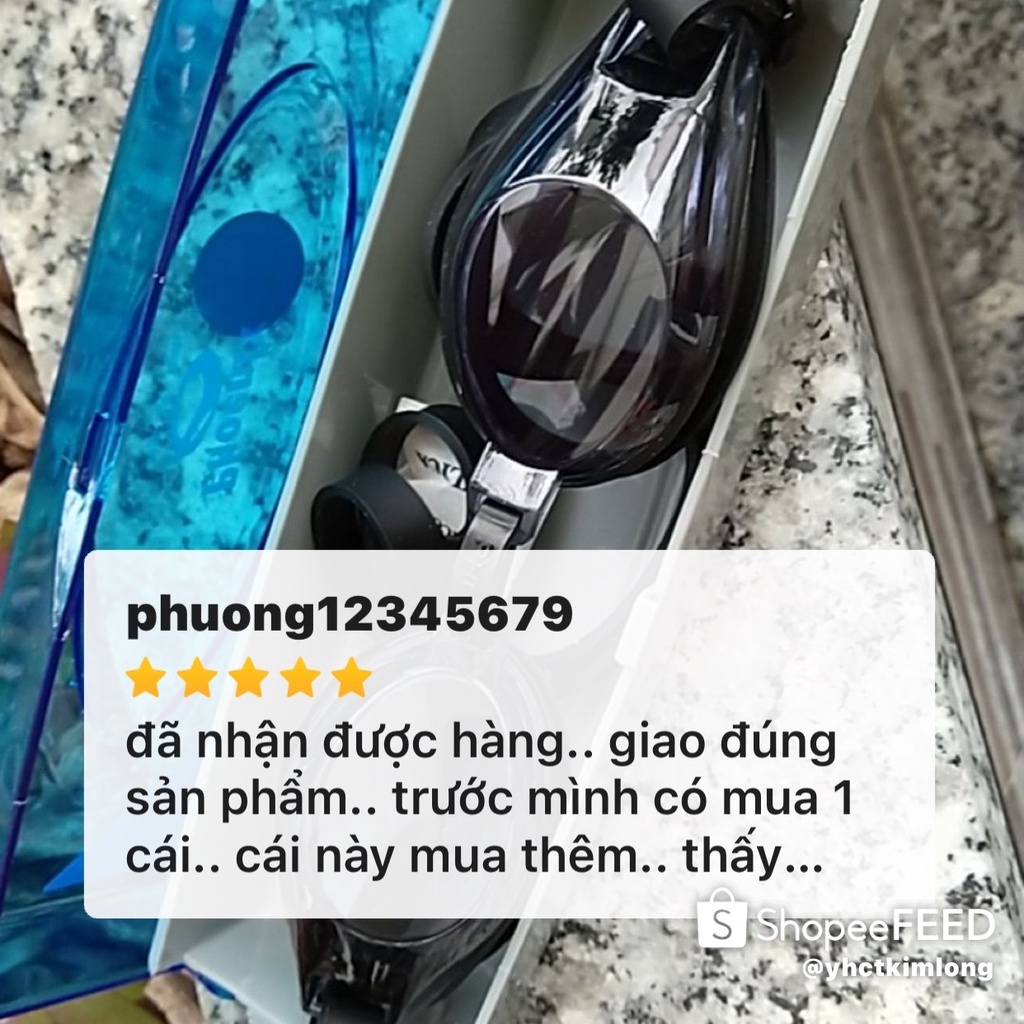 phuong12345679
đã nhận được hàng.. giao đúng
sản phẩm.. trước mình có mua 1
cái.. cái này mua thêm.. thấy...
ShopeeFEED
@yhctkimlong